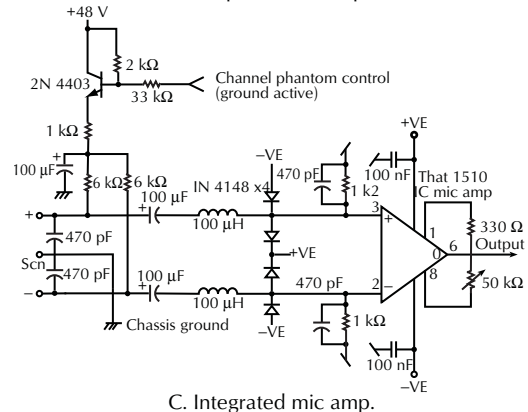 +48 V
2 kΩ
2N 4403
33 kΩ
Channel phantom control
(ground active)
1 kΩ
+
100 µF
6 kΩ
6 kΩ
100 µF
+
100 µH
–VE
IN 4148 x4
470 pF
1 k2
+VE
100 nF
That 1510
IC mic amp
+
470 pF
Scn
470 pF
–
+VE
3
+
1
0
6
330 Ω
Output
100 µF
+
100 µH
470 pF
2
–
8
50 kΩ
Chassis ground
–VE
1 kΩ
100 nF
–VE
C. Integrated mic amp.